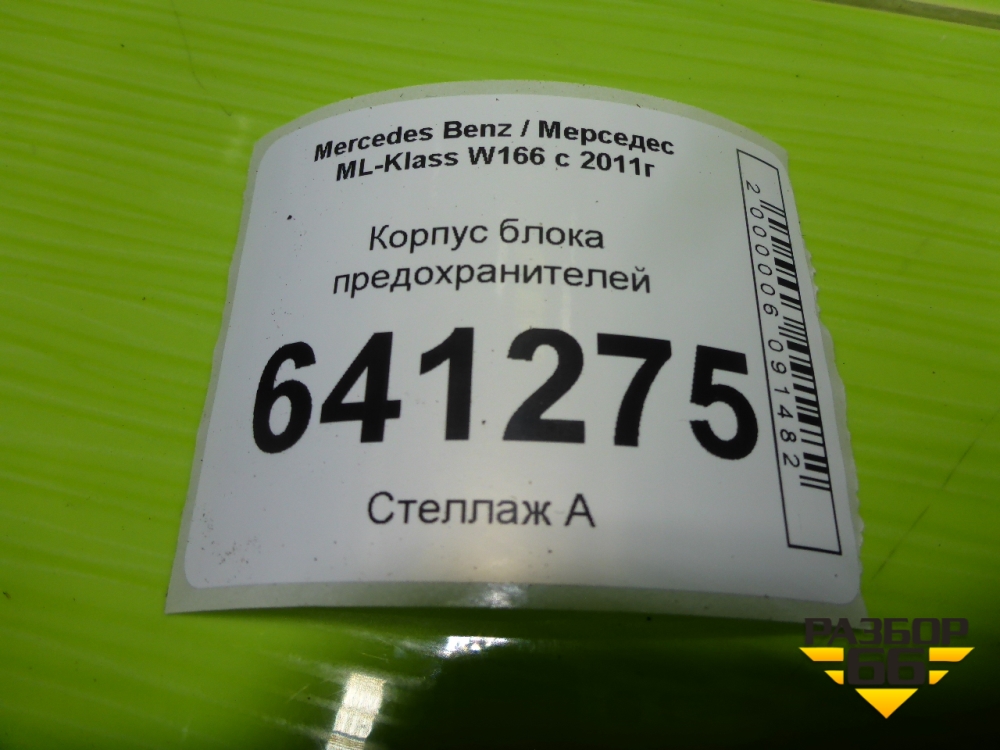 Mercedes Benz / Мерседес
ML-Klass W166 с 2011г
Корпус блока
предохранителей
641275
Стеллаж А
2000006091482
РАЗБОР
66